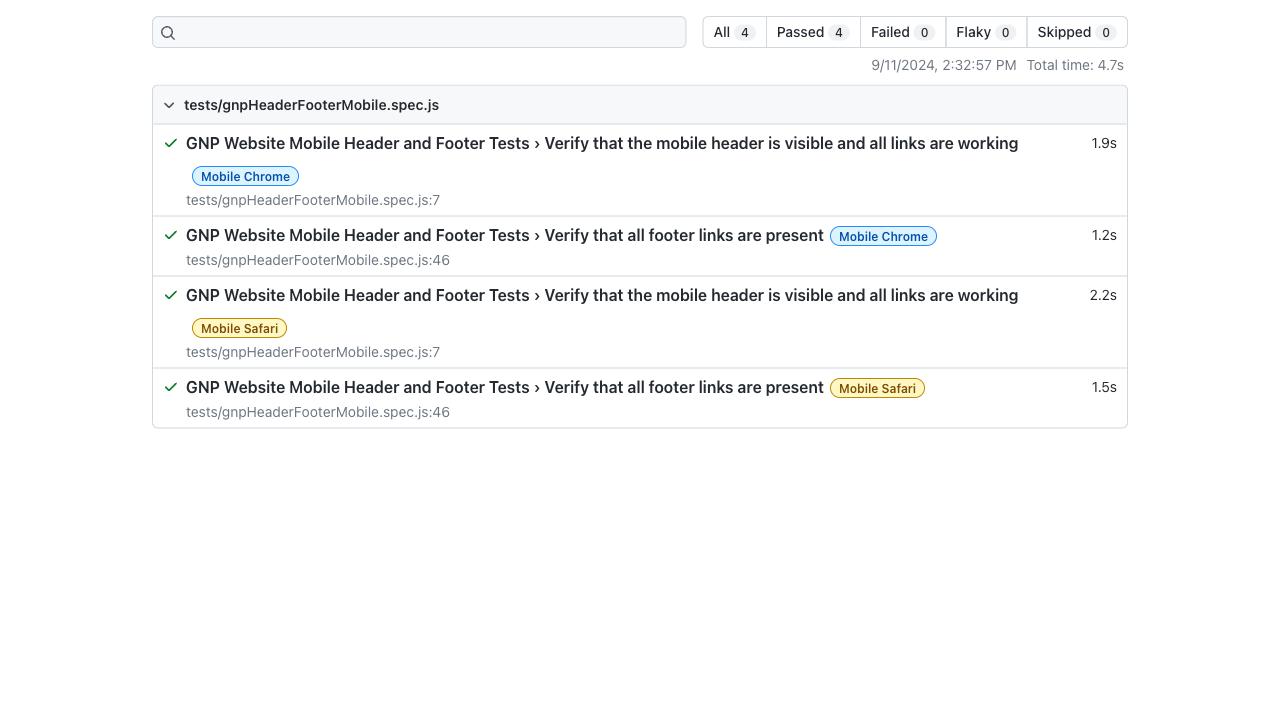 All 4 Passed 4 Failed 0 Flaky 0 Skipped 0
9/11/2024, 2:32:57 PM Total time: 4.7s
tests/gnpHeaderFooterMobile.spec.js
GNP Website Mobile Header and Footer Tests › Verify that the mobile header is visible and all links are working 1.9s
Mobile Chrome
tests/gnpHeaderFooterMobile.spec.js:7
GNP Website Mobile Header and Footer Tests › Verify that all footer links are present Mobile Chrome 1.2s
tests/gnpHeaderFooterMobile.spec.js:46
GNP Website Mobile Header and Footer Tests › Verify that the mobile header is visible and all links are working 2.2s
Mobile Safari
tests/gnpHeaderFooterMobile.spec.js:7
GNP Website Mobile Header and Footer Tests › Verify that all footer links are present Mobile Safari 1.5s
tests/gnpHeaderFooterMobile.spec.js:46